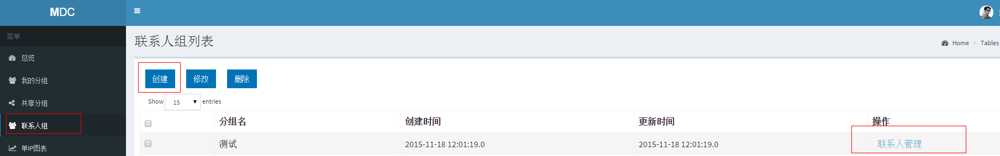 MDC
菜单
总览
我的分组
共享分组
联系人组
单IP图表
联系人组列表
Home > Tables
创建 修改 删除
Show 15 entries
分组名 创建时间 更新时间 操作
测试 2015-11-18 12:01:19.0 2015-11-18 12:01:19.0 联系人管理